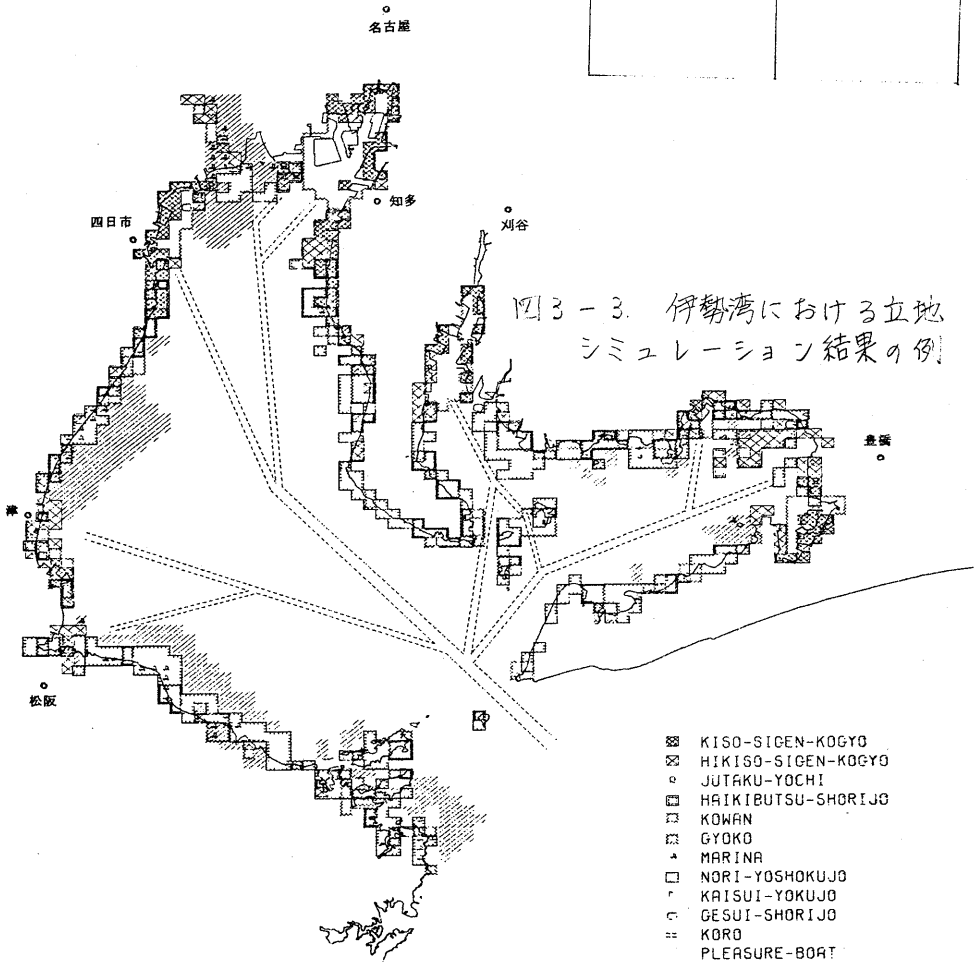 名古屋
知多
四日市
刈谷
図3-3. 伊勢湾における立地
シミュレーション結果の例
豊橋
津
松阪
KISO-SIGEN-KOGYO
HIKISO-SIGEN-KOGYO
JUTAKU-YOCHI
HAIKIBUTSU-SHORIJO
KOWAN
GYOKO
MARINA
NORI-YOSHOKUJO
KAISUI-YOKUJO
GESUI-SHORIJO
KORO
PLEASURE-BOAT